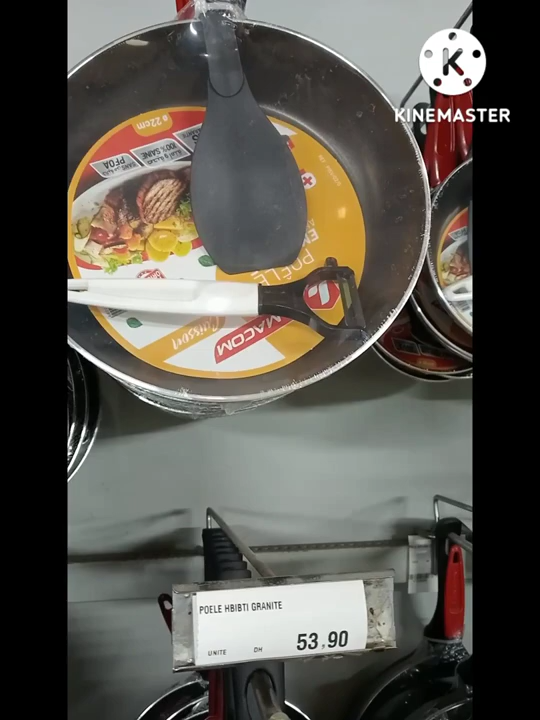 KINEMASTER
22cm
PFOA
100% SAINE
POÊLE
MACOM
Cuisson
POELE HBIBTI GRANITE
UNITE DH 53,90